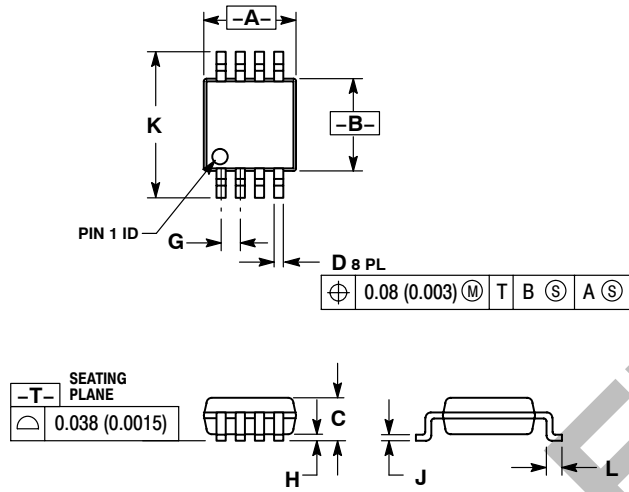 –A–
K
–B–
PIN 1 ID
G
D 8 PL
⌖ 0.08 (0.003) Ⓜ T B Ⓢ A Ⓢ
–T– SEATING
PLANE
⌓ 0.038 (0.0015)
C
H
J
L